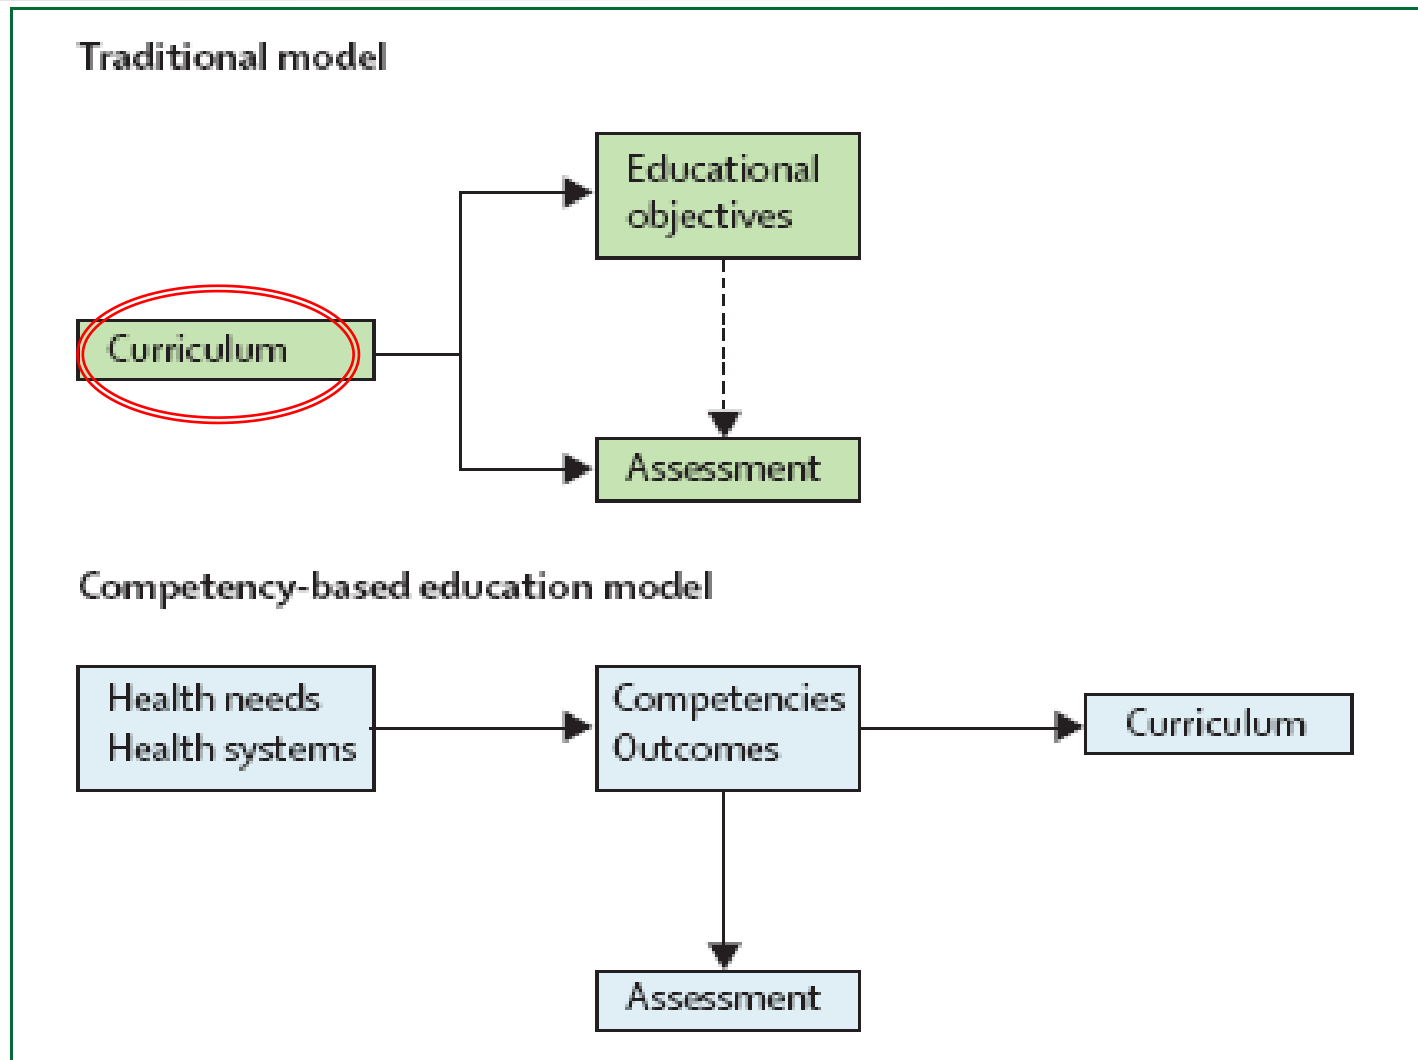 Traditional model
Educational
objectives
Curriculum
Assessment
Competency-based education model
Health needs
Health systems
Competencies
Outcomes
Curriculum
Assessment